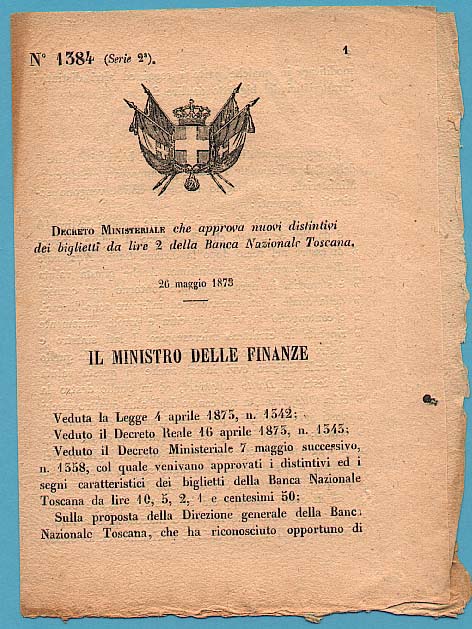 N° 1384 (Serie 2ª).
1
DECRETO MINISTERIALE che approva nuovi distintivi
dei biglietti da lire 2 della Banca Nazionale Toscana.
26 maggio 1873
IL MINISTRO DELLE FINANZE
Veduta la Legge 4 aprile 1873, n. 1342;
Veduto il Decreto Reale 16 aprile 1873, n. 1343;
Veduto il Decreto Ministeriale 7 maggio successivo,
n. 1358, col quale venivano approvati i distintivi ed i
segni caratteristici dei biglietti della Banca Nazionale
Toscana da lire 10, 5, 2, 1 e centesimi 50;
Sulla proposta della Direzione generale della Banc
Nazionale Toscana, che ha riconosciuto opportuno di